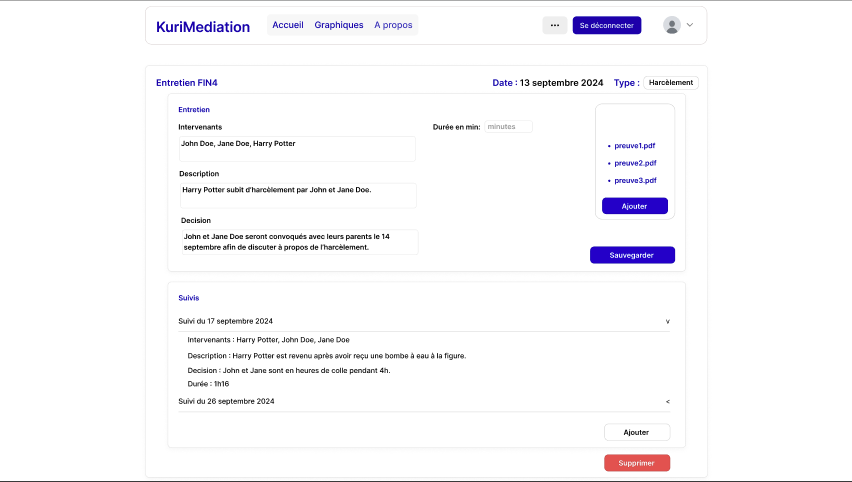 KuriMediation Accueil Graphiques A propos ... Se déconnecter
Entretien FIN4 Date : 13 septembre 2024 Type : Harcèlement
Entretien
Intervenants Durée en min: minutes
John Doe, Jane Doe, Harry Potter
• preuve1.pdf
• preuve2.pdf
• preuve3.pdf
Ajouter
Description
Harry Potter subit d'harcèlement par John et Jane Doe.
Decision
John et Jane Doe seront convoqués avec leurs parents le 14
septembre afin de discuter à propos de l'harcèlement.
Sauvegarder
Suivis
Suivi du 17 septembre 2024 v
Intervenants : Harry Potter, John Doe, Jane Doe
Description : Harry Potter est revenu après avoir reçu une bombe à eau à la figure.
Decision : John et Jane sont en heures de colle pendant 4h.
Durée : 1h16
Suivi du 26 septembre 2024 <
Ajouter
Supprimer